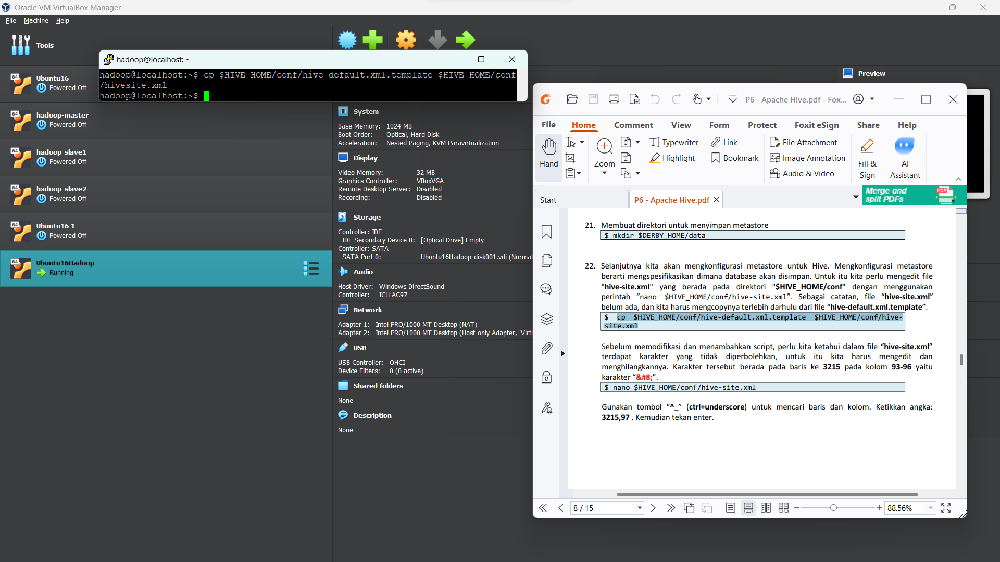 Oracle VM VirtualBox Manager
File Machine Help
Tools
64 Ubuntu16
Powered Off
64 hadoop-master
Powered Off
64 hadoop-slave1
Powered Off
64 hadoop-slave2
Powered Off
64 Ubuntu16 1
Powered Off
64 Ubuntu16Hadoop
Running
hadoop@localhost: ~
hadoop@localhost:~$ cp $HIVE_HOME/conf/hive-default.xml.template $HIVE_HOME/conf
/hivesite.xml
hadoop@localhost:~$
System
Base Memory: 1024 MB
Boot Order: Optical, Hard Disk
Acceleration: Nested Paging, KVM Paravirtualization
Display
Video Memory: 32 MB
Graphics Controller: VBoxVGA
Remote Desktop Server: Disabled
Recording: Disabled
Storage
Controller: IDE
IDE Secondary Device 0: [Optical Drive] Empty
Controller: SATA
SATA Port 0: Ubuntu16Hadoop-disk001.vdi (Normal
Audio
Host Driver: Windows DirectSound
Controller: ICH AC97
Network
Adapter 1: Intel PRO/1000 MT Desktop (NAT)
Adapter 2: Intel PRO/1000 MT Desktop (Host-only Adapter, 'Virtu
USB
USB Controller: OHCI
Device Filters: 0 (0 active)
Shared folders
None
Description
None
Preview
P6 - Apache Hive.pdf - Fox...
File Home Comment View Form Protect Foxit eSign Share Help
Hand
Zoom
Typewriter
Highlight
Link
Bookmark
File Attachment
Image Annotation
Audio & Video
Fill &
Sign
AI
Assistant
Start
P6 - Apache Hive.pdf
Merge and
split PDFs
PDF
21. Membuat direktori untuk menyimpan metastore
$ mkdir $DERBY_HOME/data
22. Selanjutnya kita akan mengkonfigurasi metastore untuk Hive. Mengkonfigurasi metastore
berarti mengspesifikasikan dimana database akan disimpan. Untuk itu kita perlu mengedit file
"hive-site.xml" yang berada pada direktori "$HIVE_HOME/conf" dengan menggunakan
perintah “nano $HIVE_HOME/conf/hive-site.xml”. Sebagai catatan, file “hive-site.xml”
belum ada, dan kita harus mengcopynya terlebih darhulu dari file “hive-default.xml.template”.
$ cp $HIVE_HOME/conf/hive-default.xml.template $HIVE_HOME/conf/hive-
site.xml
Sebelum memodifikasi dan menambahkan script, perlu kita ketahui dalam file “hive-site.xml”
terdapat karakter yang tidak diperbolehkan, untuk itu kita harus mengedit dan
menghilangkannya. Karakter tersebut berada pada baris ke 3215 pada kolom 93-96 yaitu
karakter “&#8;”.
$ nano $HIVE_HOME/conf/hive-site.xml
Gunakan tombol “^_” (ctrl+underscore) untuk mencari baris dan kolom. Ketikkan angka:
3215,97 . Kemudian tekan enter.
8 / 15
88.56%